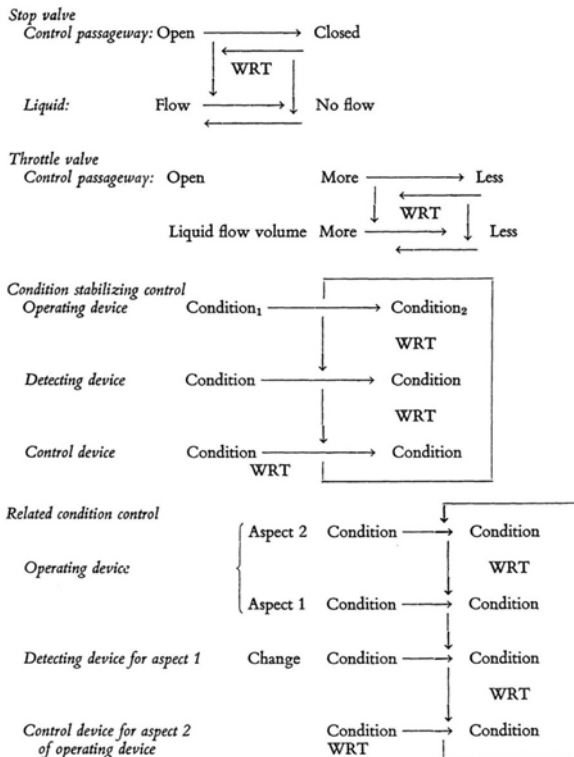 Stop valve
Control passageway: Open Closed
WRT
Liquid: Flow No flow
Throttle valve
Control passageway: Open More Less
WRT
Liquid flow volume More Less
Condition stabilizing control
Operating device Condition₁ Condition₂
WRT
Detecting device Condition Condition
WRT
Control device Condition Condition
WRT
Related condition control
Aspect 2 Condition Condition
Operating device WRT
Aspect 1 Condition Condition
Detecting device for aspect 1 Change Condition Condition
WRT
Control device for aspect 2 Condition Condition
of operating device WRT